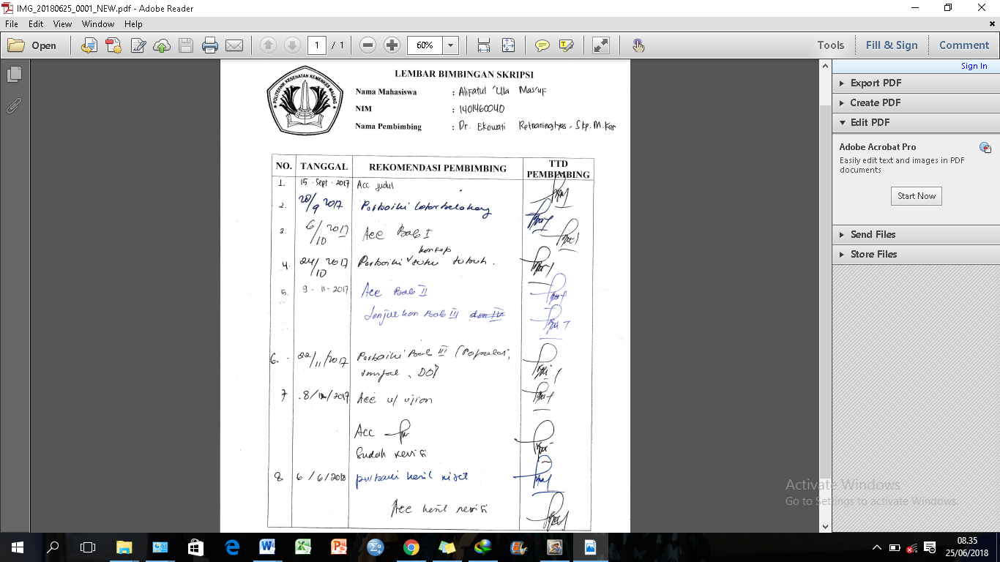 IMG_20180625_0001_NEW.pdf - Adobe Reader
File Edit View Window Help
Open 1 / 1 60% Tools Fill & Sign Comment
Sign In
Export PDF
Create PDF
Edit PDF
Adobe Acrobat Pro
Easily edit text and images in PDF
documents
Start Now
Send Files
Store Files
POLITEKNIK KESEHATAN KEMENKES MALANG
LEMBAR BIMBINGAN SKRIPSI
Nama Mahasiswa : Alifatul 'Ula Ma'ruf
NIM : 1401460040
Nama Pembimbing : Dr. Ekowati Retnaningtyas, Skp. M.Kes
NO. TANGGAL REKOMENDASI PEMBIMBING TTD PEMBIMBING
1. 15 - Sept - 2017 Acc judul
2. 20/9 2017 Perbaiki latar belakang
3. 6/10 2017 Acc Bab I
konsep
4. 24/10 2017 Perbaiki suhu tubuh.
5. 9 - 11 - 2017 Acc Bab II
Lanjutkan Bab III dan IV
6. 22/11/2017 Perbaiki Bab III (Populasi,
sampel, DO)
7 8/12/2017 Acc u/ ujian
Acc
Sudah revisi
8 6/6/2018 perbaiki hasil riset
Acc hasil revisi
Activate Windows
Go to Settings to activate Windows.
08.35
25/06/2018